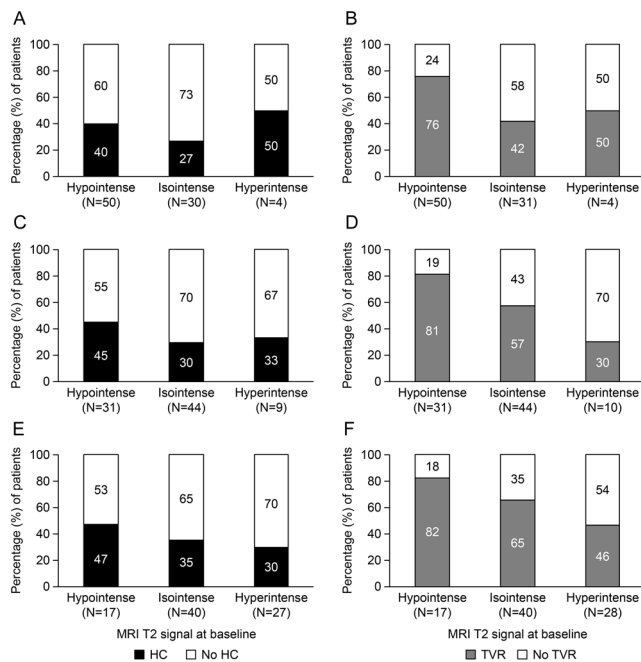 A
Percentage (%) of patients
100
80
60
40
20
0
60
40
73
27
50
50
Hypointense
(N=50)
Isointense
(N=30)
Hyperintense
(N=4)
B
Percentage (%) of patients
100
80
60
40
20
0
24
76
58
42
50
50
Hypointense
(N=50)
Isointense
(N=31)
Hyperintense
(N=4)
C
Percentage (%) of patients
100
80
60
40
20
0
55
45
70
30
67
33
Hypointense
(N=31)
Isointense
(N=44)
Hyperintense
(N=9)
D
Percentage (%) of patients
100
80
60
40
20
0
19
81
43
57
70
30
Hypointense
(N=31)
Isointense
(N=44)
Hyperintense
(N=10)
E
Percentage (%) of patients
100
80
60
40
20
0
53
47
65
35
70
30
Hypointense
(N=17)
Isointense
(N=40)
Hyperintense
(N=27)
MRI T2 signal at baseline
HC No HC
F
Percentage (%) of patients
100
80
60
40
20
0
18
82
35
65
54
46
Hypointense
(N=17)
Isointense
(N=40)
Hyperintense
(N=28)
MRI T2 signal at baseline
TVR No TVR